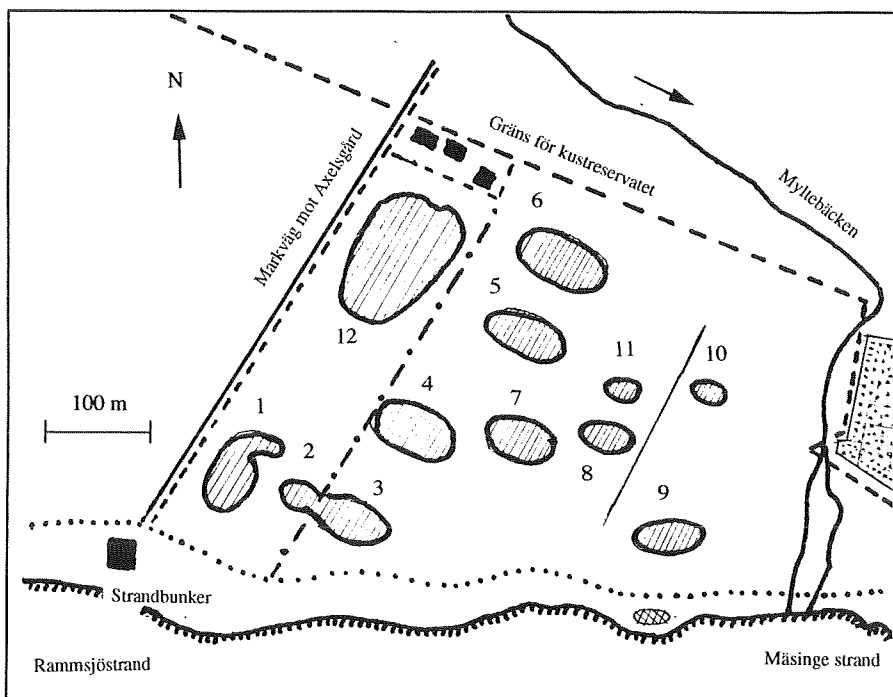 N
Markväg mot Axelsgård
Gräns för kustreservatet
Myltebäcken
6
5
12
11
10
100 m
1
4
7
2
3
8
9
Strandbunker
Rammsjöstrand
Mäsinge strand